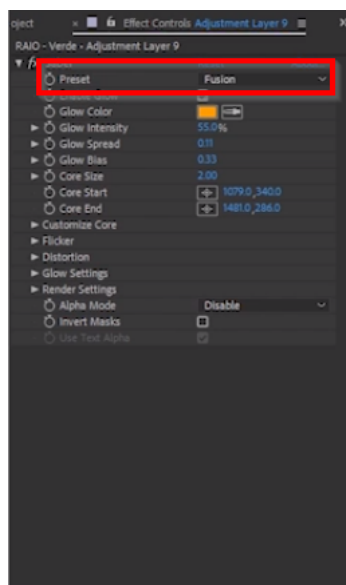 oject × Effect Controls Adjustment Layer 9 ≡
RAIO - Verde - Adjustment Layer 9
fx
Preset Fusion
Enable Glow
Glow Color
Glow Intensity 55.0%
Glow Spread 0.11
Glow Bias 0.33
Core Size 2.00
Core Start 1079.0,340.0
Core End 1481.0,286.0
Customize Core
Flicker
Distortion
Glow Settings
Render Settings
Alpha Mode Disable
Invert Masks
Use Text Alpha